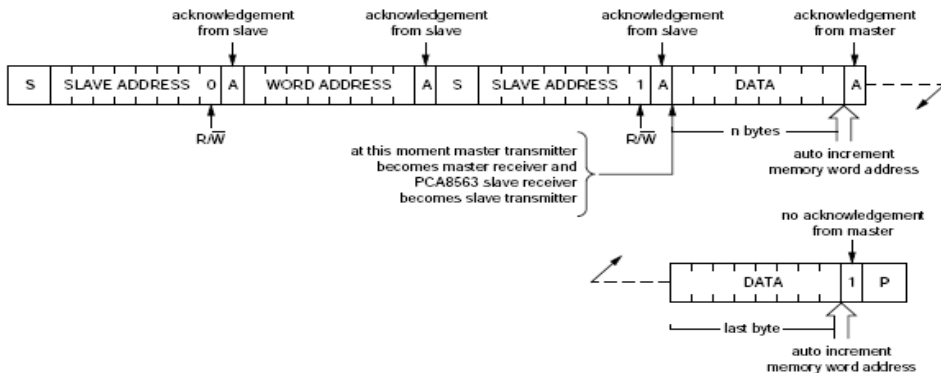 acknowledgement from slave
acknowledgement from slave
acknowledgement from slave
acknowledgement from master
S SLAVE ADDRESS 0 A WORD ADDRESS A S SLAVE ADDRESS 1 A DATA A
R/W̅
R/W̅
n bytes
at this moment master transmitter
becomes master receiver and
PCA8563 slave receiver
becomes slave transmitter
auto increment
memory word address
no acknowledgement
from master
DATA 1 P
last byte
auto increment
memory word address